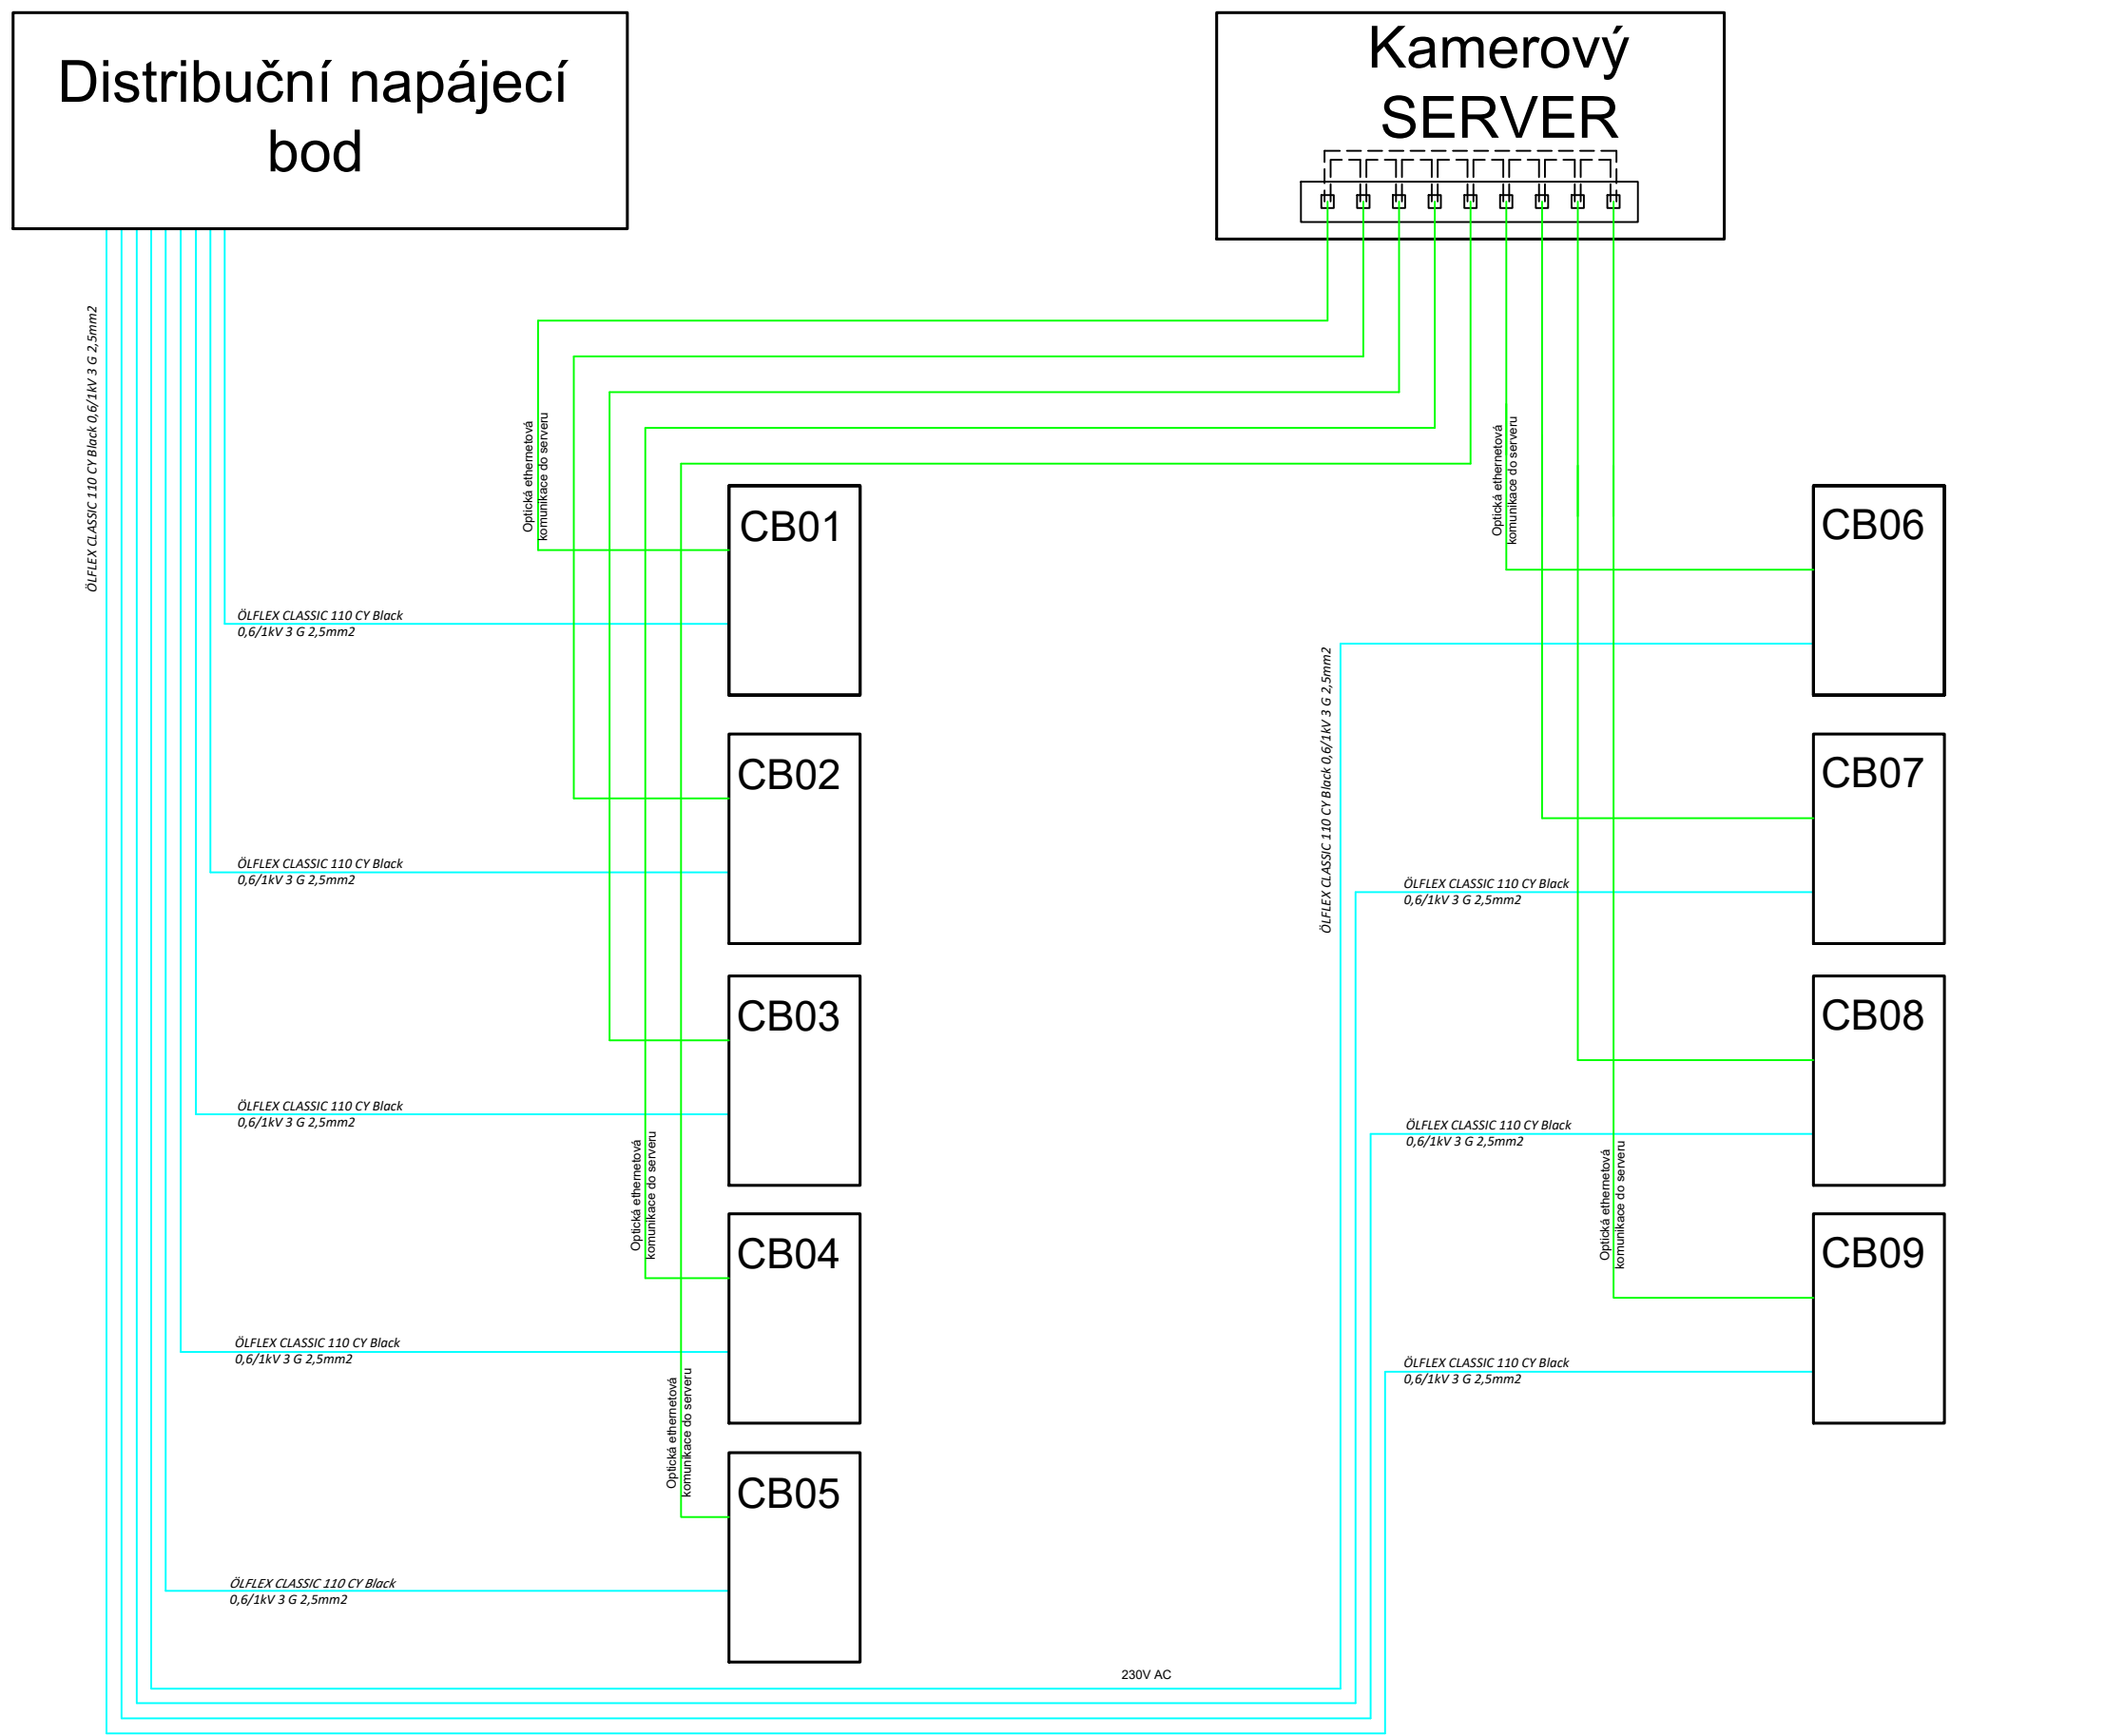 Distribuční napájecí
bod
Kamerový
SERVER
ÖLFLEX CLASSIC 110 CY Black 0,6/1kV 3 G 2,5mm2
Optická ethernetová
komunikace do serveru
Optická ethernetová
komunikace do serveru
CB01
CB06
ÖLFLEX CLASSIC 110 CY Black
0,6/1kV 3 G 2,5mm2
ÖLFLEX CLASSIC 110 CY Black 0,6/1kV 3 G 2,5mm2
CB02
CB07
ÖLFLEX CLASSIC 110 CY Black
0,6/1kV 3 G 2,5mm2
ÖLFLEX CLASSIC 110 CY Black
0,6/1kV 3 G 2,5mm2
CB03
CB08
ÖLFLEX CLASSIC 110 CY Black
0,6/1kV 3 G 2,5mm2
ÖLFLEX CLASSIC 110 CY Black
0,6/1kV 3 G 2,5mm2
Optická ethernetová
komunikace do serveru
Optická ethernetová
komunikace do serveru
CB04
CB09
ÖLFLEX CLASSIC 110 CY Black
0,6/1kV 3 G 2,5mm2
ÖLFLEX CLASSIC 110 CY Black
0,6/1kV 3 G 2,5mm2
Optická ethernetová
komunikace do serveru
CB05
ÖLFLEX CLASSIC 110 CY Black
0,6/1kV 3 G 2,5mm2
230V AC